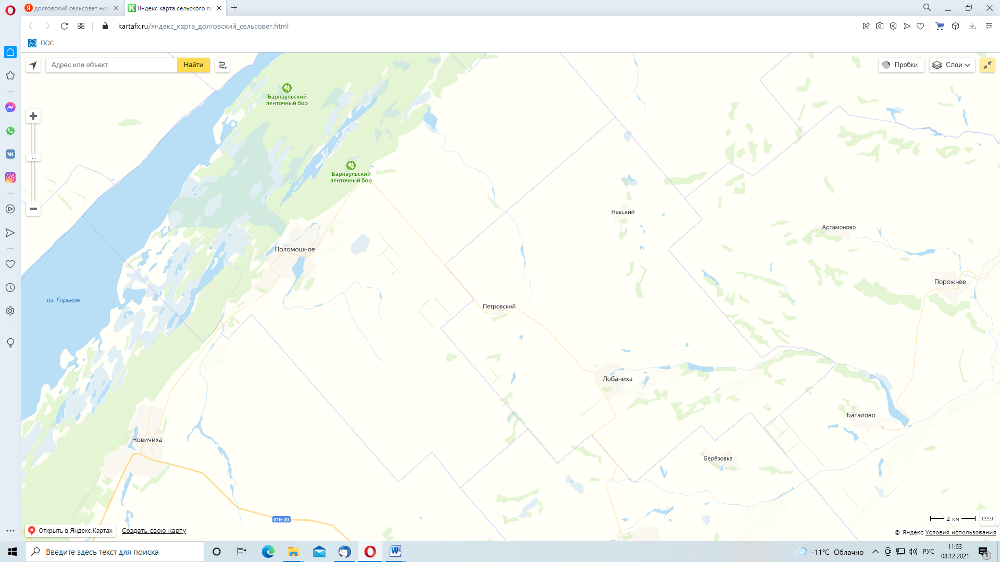 долговский сельсовет нов
Яндекс карта сельского по
kartafx.ru/яндекс_карта_долговский_сельсовет.html
ПОС
Адрес или объект
Найти
Пробки
Слои
Барнаульский
ленточный бор
Барнаульский
ленточный бор
Невский
Артамоново
Поломошное
Порожнее
оз. Горькое
Петровский
Лобаниха
Баталово
Новичиха
Берёзовка
01К-20
2 км
Открыть в Яндекс.Картах
Создать свою карту
© Яндекс Условия использования
Введите здесь текст для поиска
-11°C Облачно
РУС
11:53
08.12.2021
1